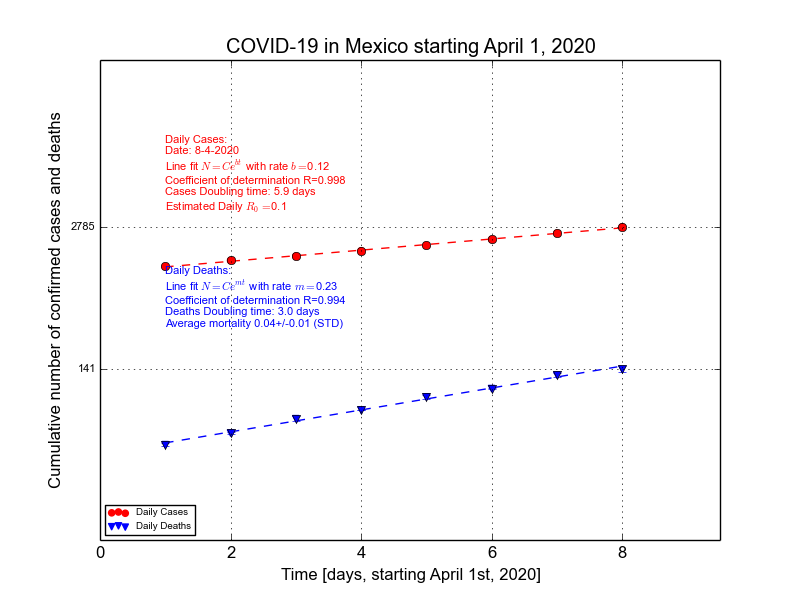 COVID-19 in Mexico starting April 1, 2020
Cumulative number of confirmed cases and deaths
Daily Cases:
Date: 8-4-2020
Line fit N = Ce^{bt} with rate b =0.12
Coefficient of determination R=0.998
Cases Doubling time: 5.9 days
Estimated Daily R_0 =0.1
2785
Daily Deaths:
Line fit N = Ce^{mt} with rate m =0.23
Coefficient of determination R=0.994
Deaths Doubling time: 3.0 days
Average mortality 0.04+/-0.01 (STD)
141
Daily Cases
Daily Deaths
0 2 4 6 8
Time [days, starting April 1st, 2020]